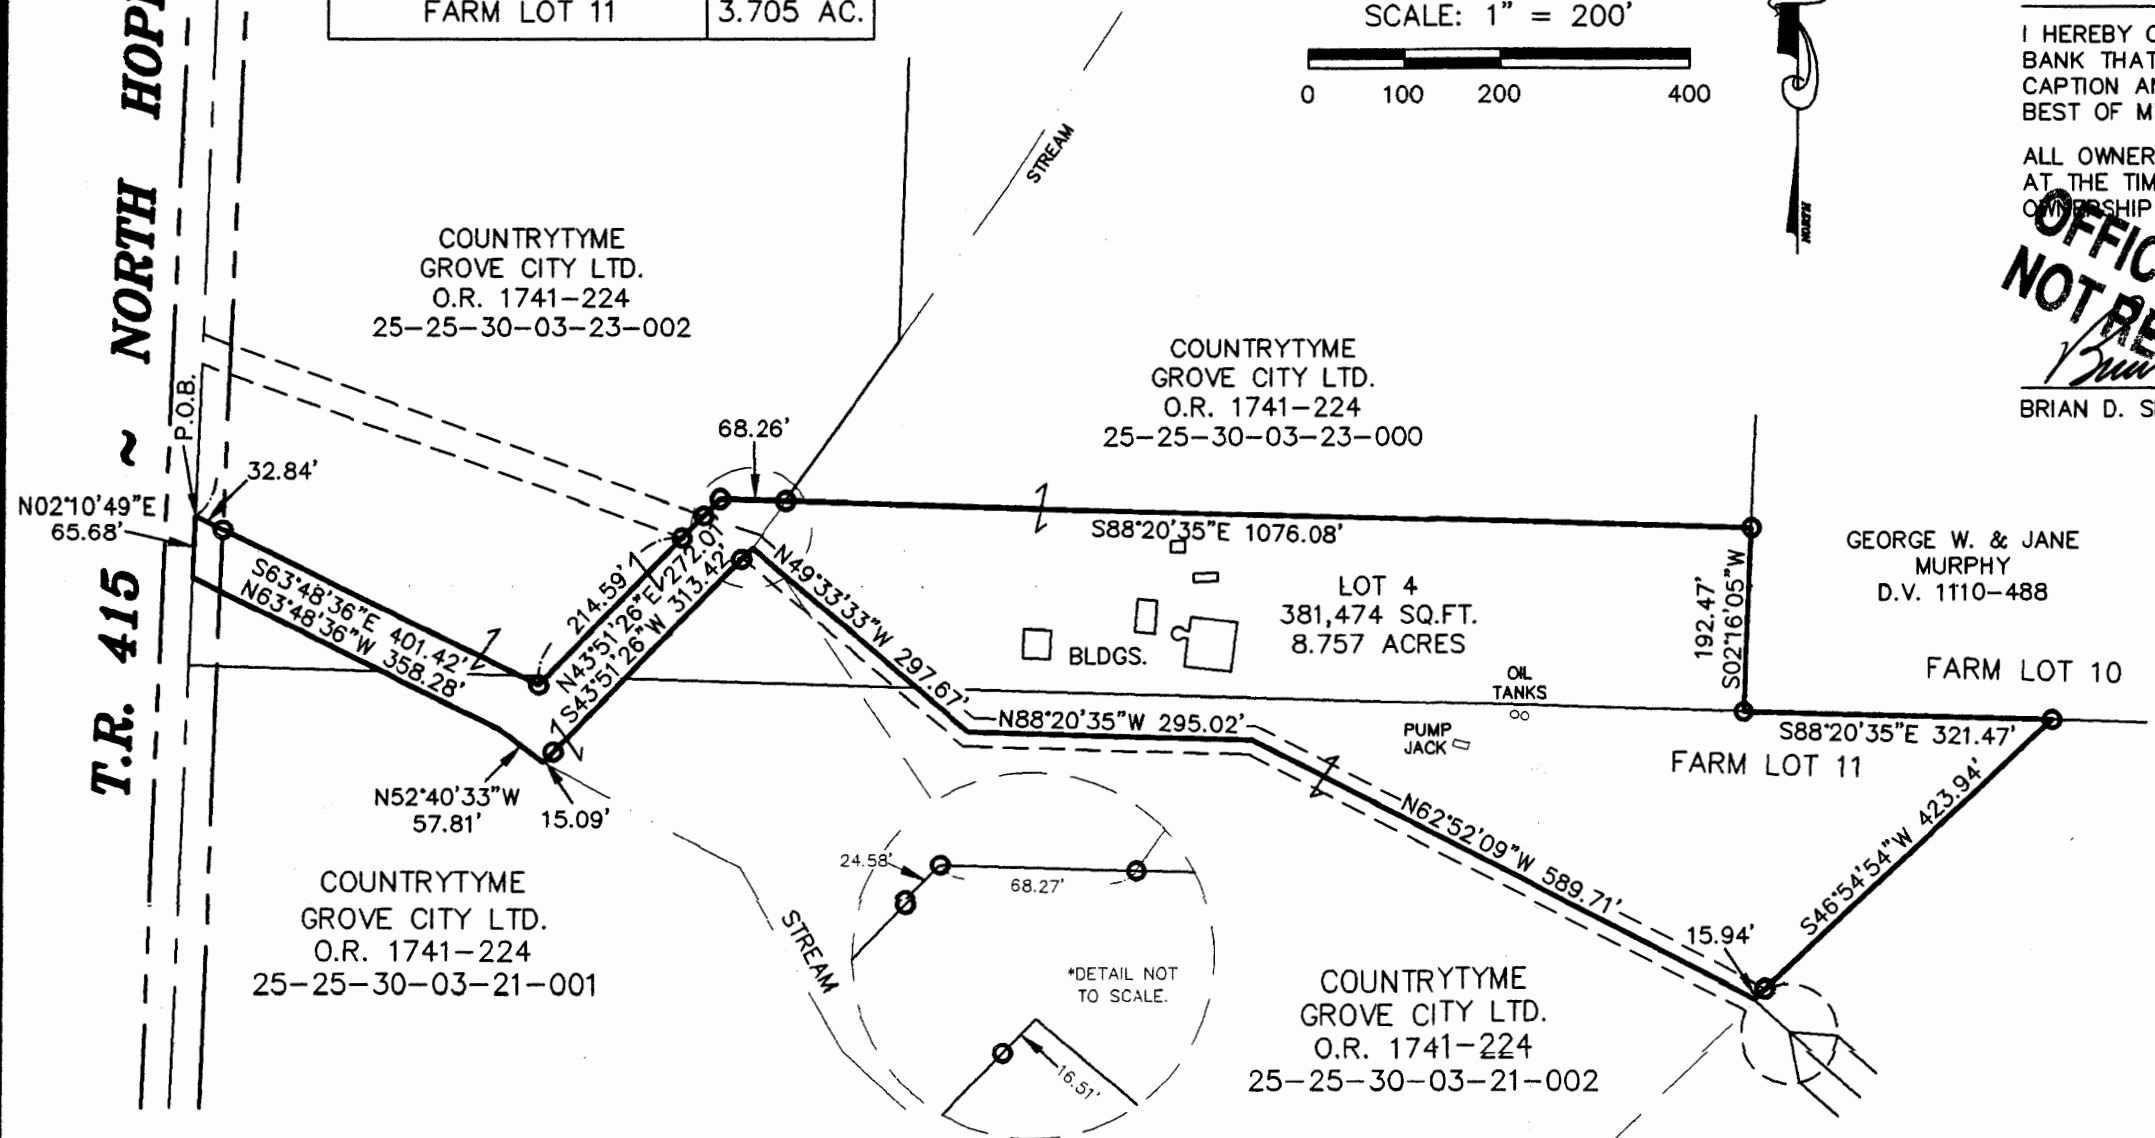 FARM LOT 11 3.705 AC.
SCALE: 1" = 200'
0 100 200 400
NORTH
I HEREBY
BANK THAT
CAPTION
BEST OF
ALL
AT THE
OWNERSHIP
NOT
BRIAN D.
T.R. 415 ~ NORTH
STREAM
COUNTRYTYME
GROVE CITY LTD.
O.R. 1741-224
25-25-30-03-23-002
COUNTRYTYME
GROVE CITY LTD.
O.R. 1741-224
25-25-30-03-23-000
P.O.B.
68.26'
32.84'
N02°10'49"E
65.68'
S63°48'36"E 401.42'
N63°48'36"W 358.28'
214.59'
N43°51'26"E 272.01'
S43°51'26"W 313.42'
N49°33'33"W 297.67'
S88°20'35"E 1076.08'
LOT 4
381,474 SQ.FT.
8.757 ACRES
BLDGS.
192.47'
S02°16'05"W
GEORGE W. & JANE
MURPHY
D.V. 1110-488
FARM LOT 10
OIL
TANKS
N88°20'35"W 295.02'
PUMP
JACK
S88°20'35"E 321.47'
FARM LOT 11
N52°40'33"W
57.81'
15.09'
N62°52'09"W 589.71'
S46°54'54"W 423.94'
15.94'
24.58'
68.27'
*DETAIL NOT
TO SCALE.
16.51'
STREAM
COUNTRYTYME
GROVE CITY LTD.
O.R. 1741-224
25-25-30-03-21-001
COUNTRYTYME
GROVE CITY LTD.
O.R. 1741-224
25-25-30-03-21-002